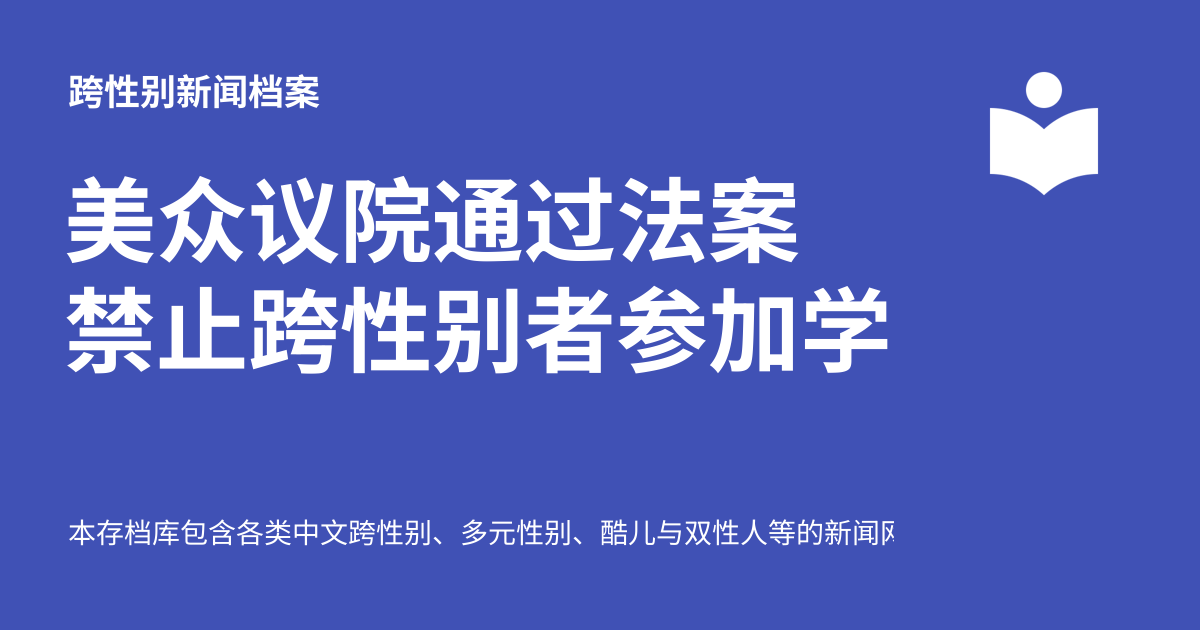 跨性别新闻档案
美众议院通过法案
禁止跨性别者参加学
本存档库包含各类中文跨性别、多元性别、酷儿与双性人等的新闻网